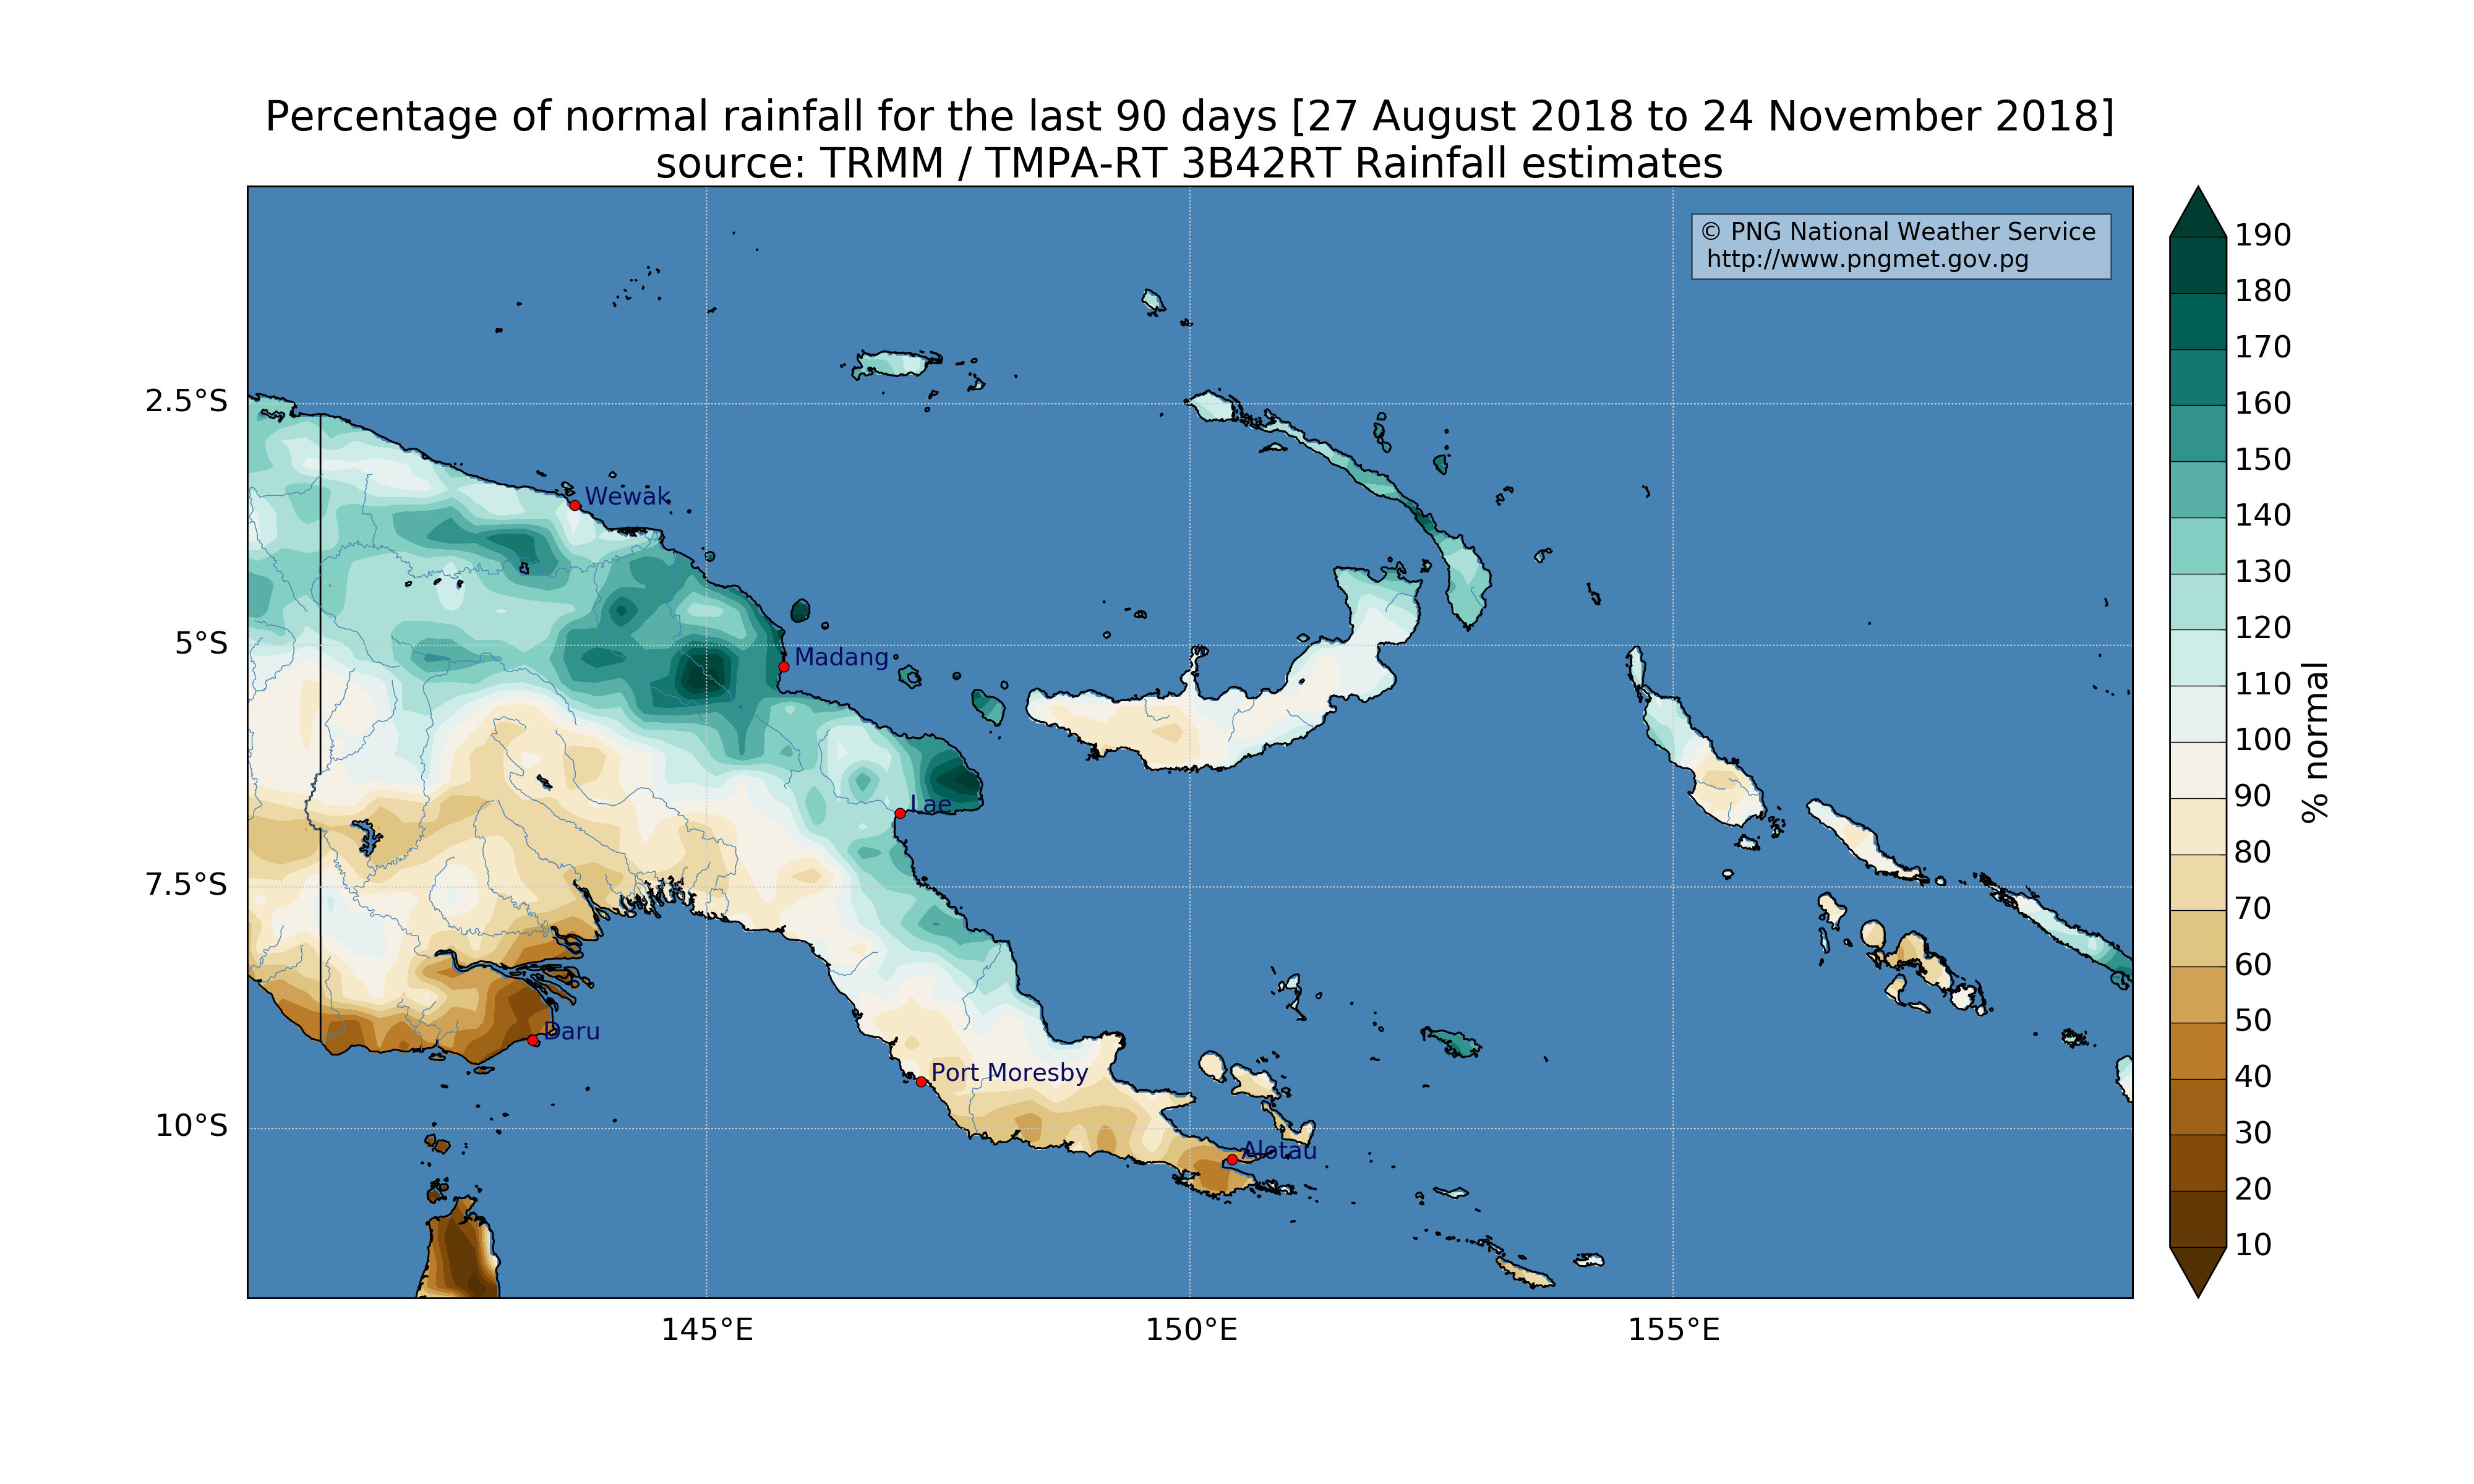 Percentage of normal rainfall for the last 90 days [27 August 2018 to 24 November 2018]
source: TRMM / TMPA-RT 3B42RT Rainfall estimates
© PNG National Weather Service
http://www.pngmet.gov.pg
2.5°S
5°S
7.5°S
10°S
145°E
150°E
155°E
Wewak
Madang
Lae
Daru
Port Moresby
Alotau
190
180
170
160
150
140
130
120
110
100
90
80
70
60
50
40
30
20
10
% normal